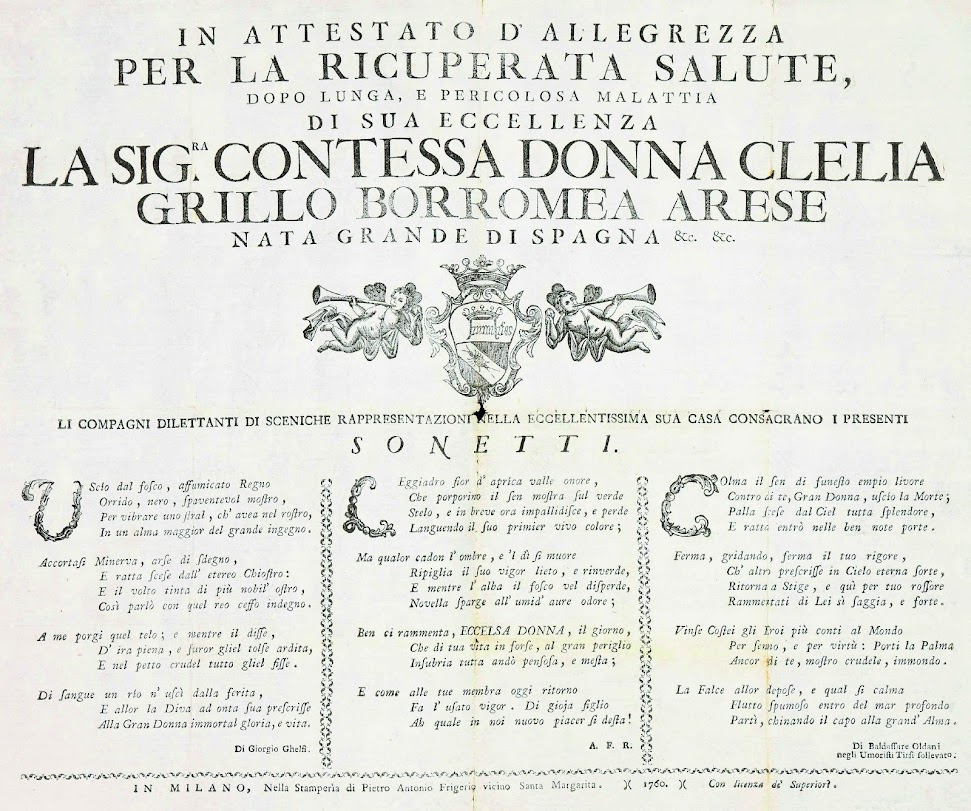 IN ATTESTATO D' ALLEGREZZA
PER LA RICUPERATA SALUTE,
DOPO LUNGA, E PERICOLOSA MALATTIA
DI SUA ECCELLENZA
LA SIG.RA CONTESSA DONNA CLELIA
GRILLO BORROMEA ARESE
NATA GRANDE DI SPAGNA &c. &c.
LI COMPAGNI DILETTANTI DI SCENICHE RAPPRESENTAZIONI NELLA ECCELLENTISSIMA SUA CASA CONSACRANO I PRESENTI
SONETTI.
UScìo dal foſco, affumicato Regno
Orrido, nero, ſpaventevol moſtro,
Per vibrare uno ſtral, ch' avea nel roſtro,
In un alma maggior del grande ingegno.
Accortaſi Minerva, arſe di ſdegno,
E ratta ſceſe dall' etereo Chioſtro:
E il volto tinta di più nobil' oſtro,
Così parlò con quel reo ceffo indegno.
A me porgi quel telo; e mentre il diſſe,
D' ira piena, e furor gliel tolſe ardita,
E nel petto crudel tutto gliel fiſſe.
Di ſangue un rio n' uſcì dalla ferita,
E allor la Diva ad onta ſua preſcriſſe
Alla Gran Donna immortal gloria, e vita.
Di Giorgio Ghelfi.
LEggiadro fior d' aprica valle onore,
Che porporino il ſen moſtra ſul verde
Stelo, e in breve ora impallidiſce, e perde
Languendo il ſuo primier vivo colore;
Ma qualor cadon l' ombre, e 'l dì ſi muore
Ripiglia il ſuo vigor lieto, e rinverde,
E mentre l' alba il foſco vel diſperde,
Novella ſparge all' umid' aure odore;
Ben ci rammenta, ECCELSA DONNA, il giorno,
Che di tua vita in forſe, al gran periglio
Inſubria tutta andò penſoſa, e meſta;
E come alle tue membra oggi ritorno
Fa l' uſato vigor. Di gioja figlio
Ah quale in noi nuovo piacer ſi deſta!
A. F. R.
COlma il ſen di funeſto empio livore
Contro di te, Gran Donna, uſcìo la Morte;
Palla ſceſe dal Ciel tutta ſplendore,
E ratta entrò nelle ben note porte.
Ferma, gridando, ferma il tuo rigore,
Ch' altro preſcriſſe in Cielo eterna ſorte,
Ritorna a Stige, e quì per tuo roſſore
Rammentati di Lei sì ſaggia, e forte.
Vinſe Coſtei gli Eroi più conti al Mondo
Per ſenno, e per virtù: Porti la Palma
Ancor di te, moſtro crudele, immondo.
La Falce allor depoſe, e qual ſi calma
Flutto ſpumoſo entro del mar profondo
Partì, chinando il capo alla grand' Alma.
Di Baldaſſare Oldani
negli Umoriſti Tirſi ſollevato.
IN MILANO, Nella Stamperìa di Pietro Antonio Frigerio vicino Santa Margarita. )( 1760. )( Con licenza de' Superiori.